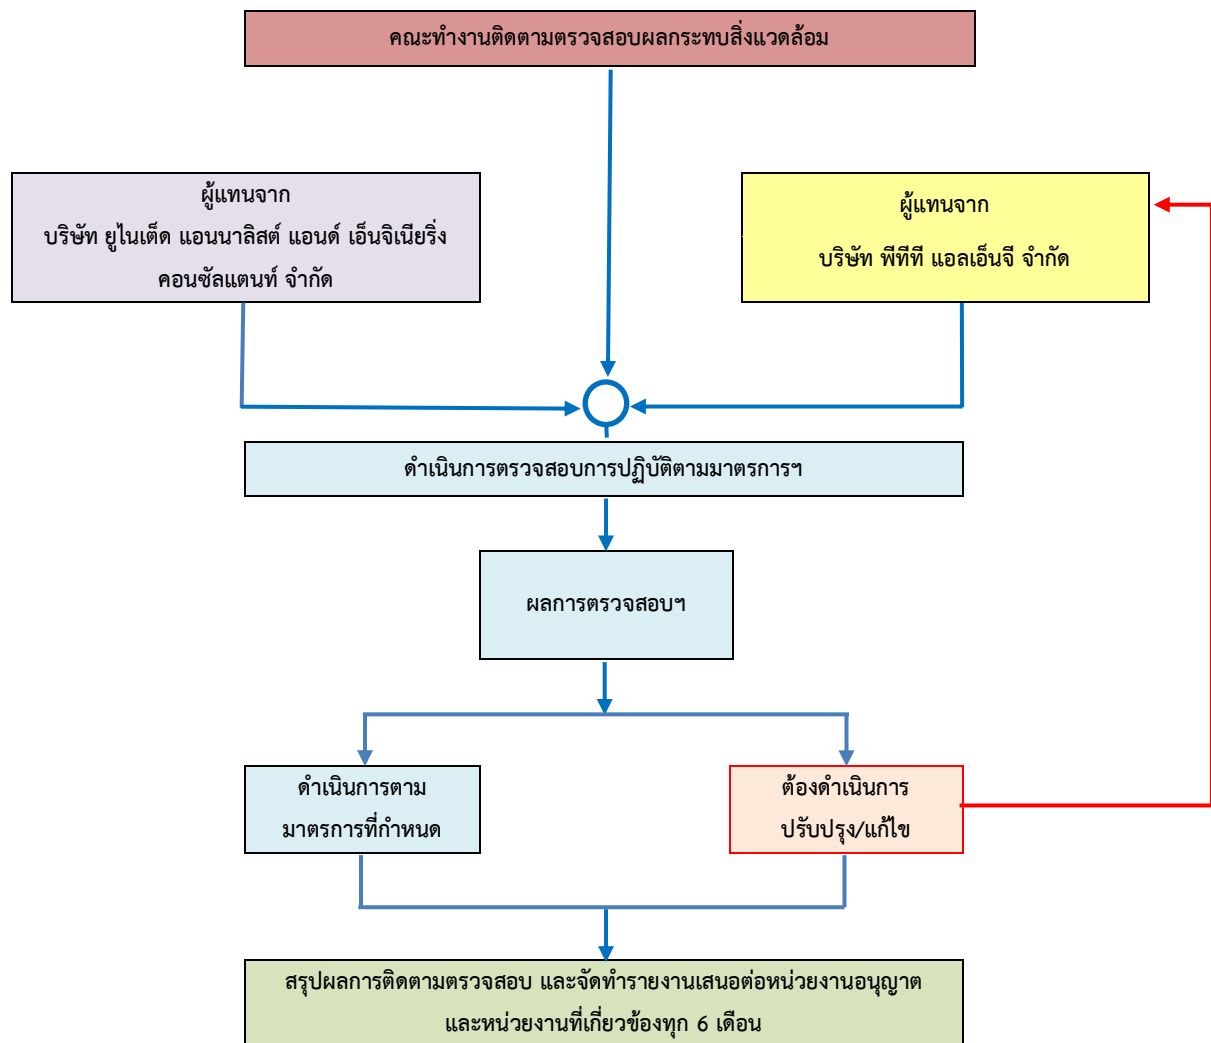 คณะทำงานติดตามตรวจสอบผลกระทบสิ่งแวดล้อม
ผู้แทนจาก
บริษัท ยูไนเต็ด แอนนาลิสต์ แอนด์ เอ็นจิเนียริ่ง
คอนซัลแตนท์ จำกัด
ผู้แทนจาก
บริษัท พีทีที แอลเอ็นจี จำกัด
ดำเนินการตรวจสอบการปฏิบัติตามมาตรการฯ
ผลการตรวจสอบฯ
ดำเนินการตาม
มาตรการที่กำหนด
ต้องดำเนินการ
ปรับปรุง/แก้ไข
สรุปผลการติดตามตรวจสอบ และจัดทำรายงานเสนอต่อหน่วยงานอนุญาต
และหน่วยงานที่เกี่ยวข้องทุก 6 เดือน